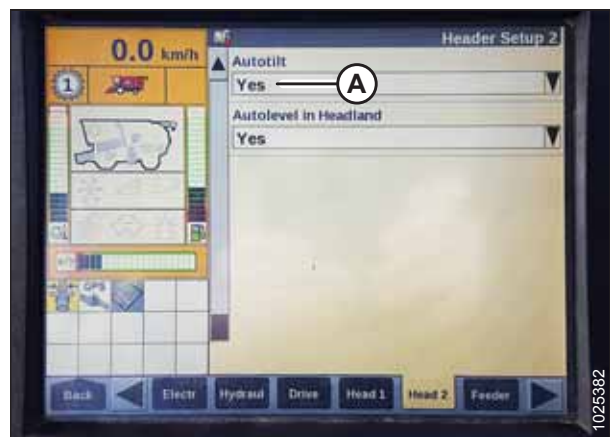 Header Setup 2
0.0 km/h
1
Autotilt
Yes
A
Autolevel in Headland
Yes
Back
Electr
Hydraul
Drive
Head 1
Head 2
Feeder
1025382